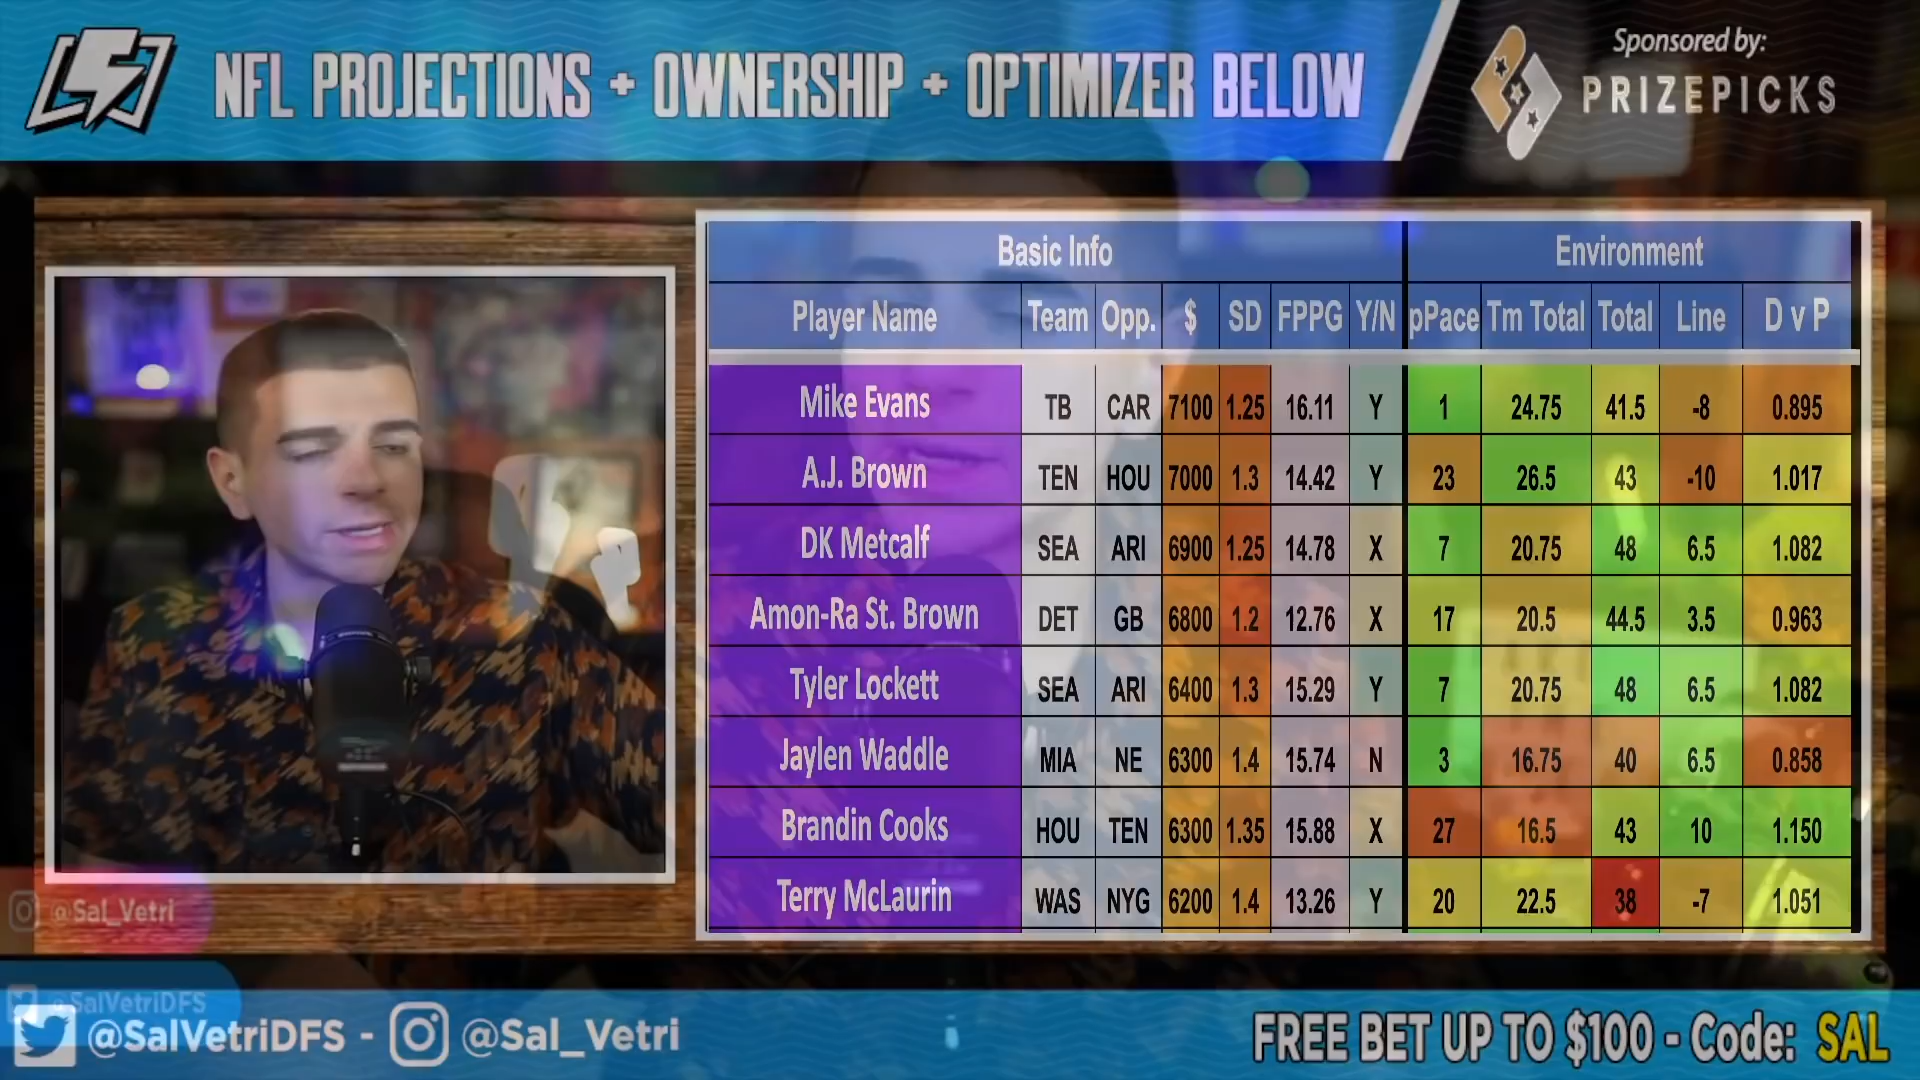 NFL PROJECTIONS + OWNERSHIP + OPTIMIZER BELOW
Sponsored by:
PRIZEPICKS
Basic Info Environment
Player Name Team Opp. $ SD FPPG Y/N pPace Tm Total Total Line D v P
Mike Evans TB CAR 7100 1.25 16.11 Y 1 24.75 41.5 -8 0.895
A.J. Brown TEN HOU 7000 1.3 14.42 Y 23 26.5 43 -10 1.017
DK Metcalf SEA ARI 6900 1.25 14.78 X 7 20.75 48 6.5 1.082
Amon-Ra St. Brown DET GB 6800 1.2 12.76 X 17 20.5 44.5 3.5 0.963
Tyler Lockett SEA ARI 6400 1.3 15.29 Y 7 20.75 48 6.5 1.082
Jaylen Waddle MIA NE 6300 1.4 15.74 N 3 16.75 40 6.5 0.858
Brandin Cooks HOU TEN 6300 1.35 15.88 X 27 16.5 43 10 1.150
Terry McLaurin WAS NYG 6200 1.4 13.26 Y 20 22.5 38 -7 1.051
@Sal_Vetri
@SalVetriDFS
@SalVetriDFS - @Sal_Vetri
FREE BET UP TO $100 - Code: SAL